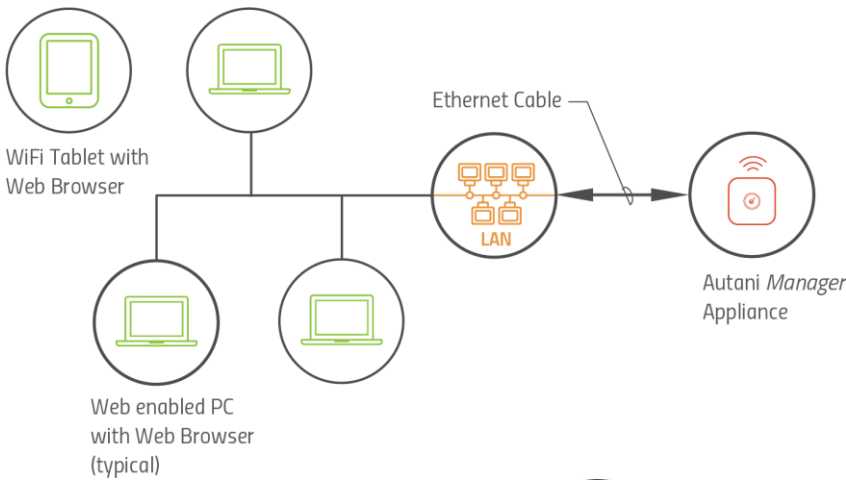 Ethernet Cable
WiFi Tablet with
Web Browser
LAN
Autani Manager
Appliance
Web enabled PC
with Web Browser
(typical)